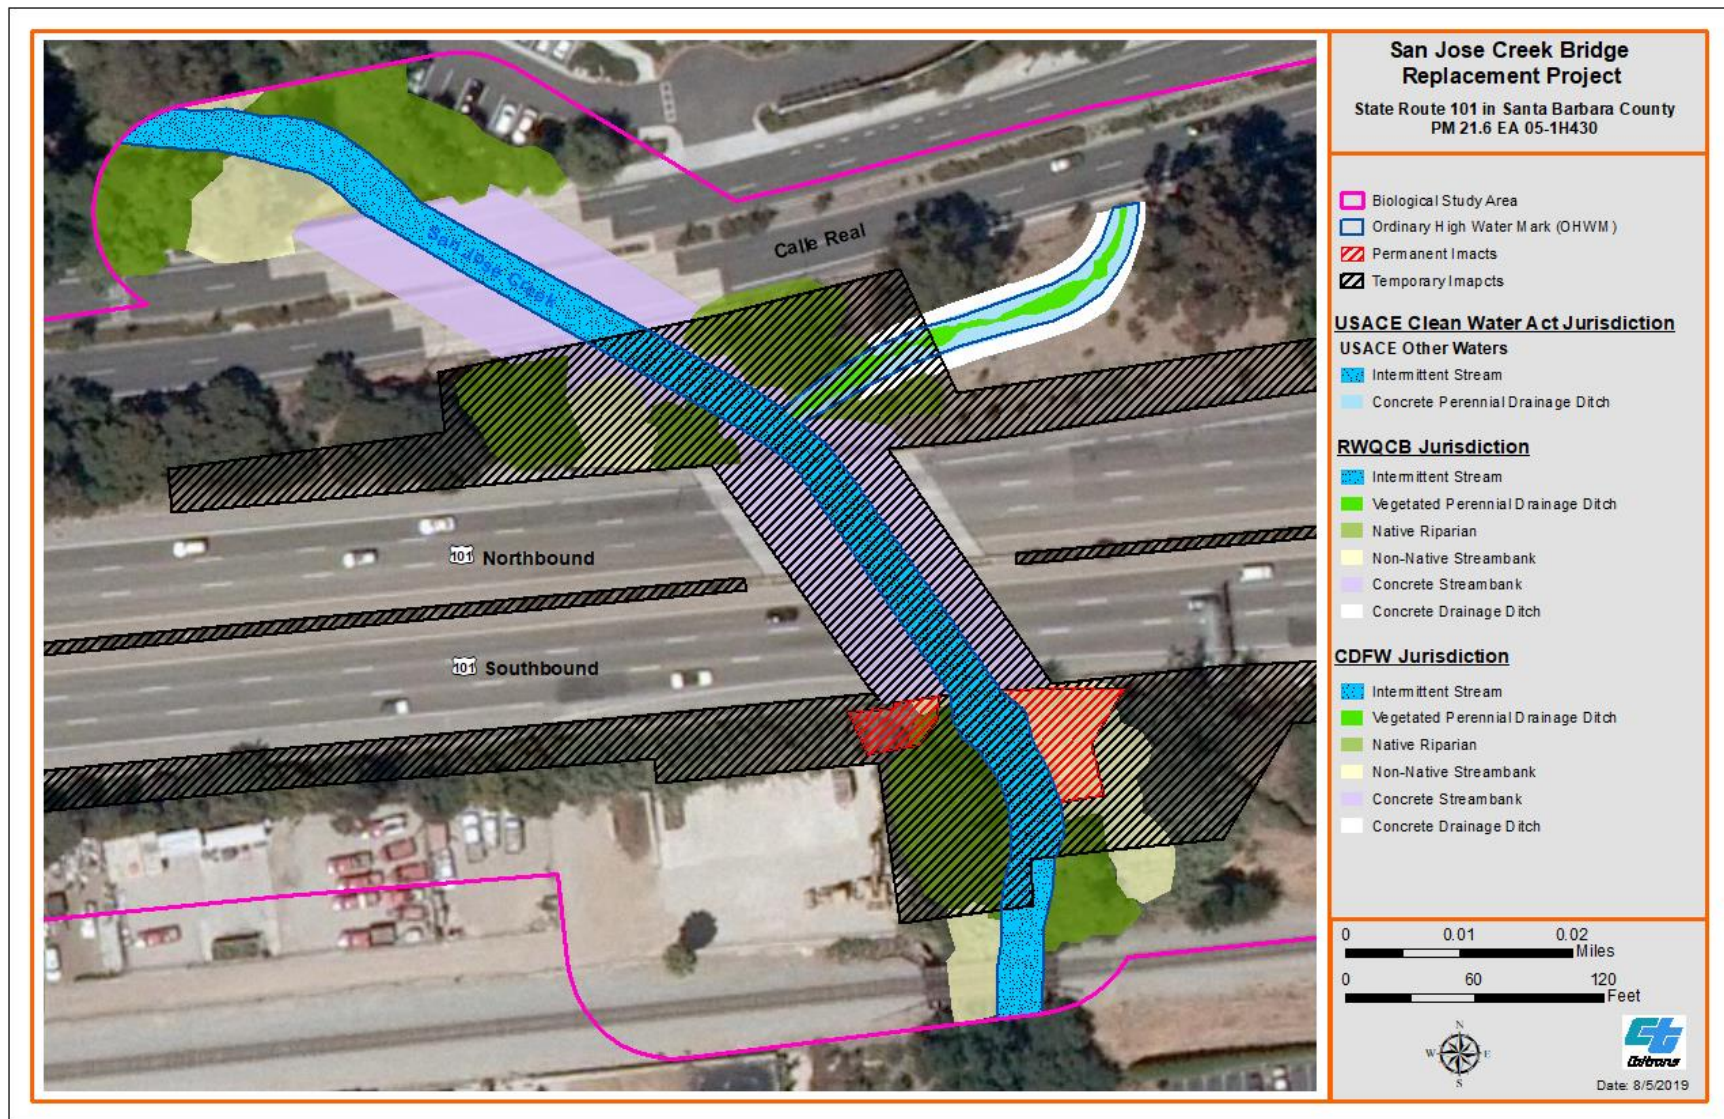 San Jose Creek Bridge
Replacement Project
State Route 101 in Santa Barbara County
PM 21.6 EA 05-1H430
Biological Study Area
Ordinary High Water Mark (OHWM)
Permanent Imacts
Temporary Imapcts
USACE Clean Water Act Jurisdiction
USACE Other Waters
Intermittent Stream
Concrete Perennial Drainage Ditch
RWQCB Jurisdiction
Intermittent Stream
Vegetated Perennial Drainage Ditch
Native Riparian
Non-Native Streambank
Concrete Streambank
Concrete Drainage Ditch
CDFW Jurisdiction
Intermittent Stream
Vegetated Perennial Drainage Ditch
Native Riparian
Non-Native Streambank
Concrete Streambank
Concrete Drainage Ditch
0 0.01 0.02
Miles
0 60 120
Feet
N
W E
S
Ct
Caltrans
Date: 8/5/2019
San Jose Creek
Calle Real
101 Northbound
101 Southbound